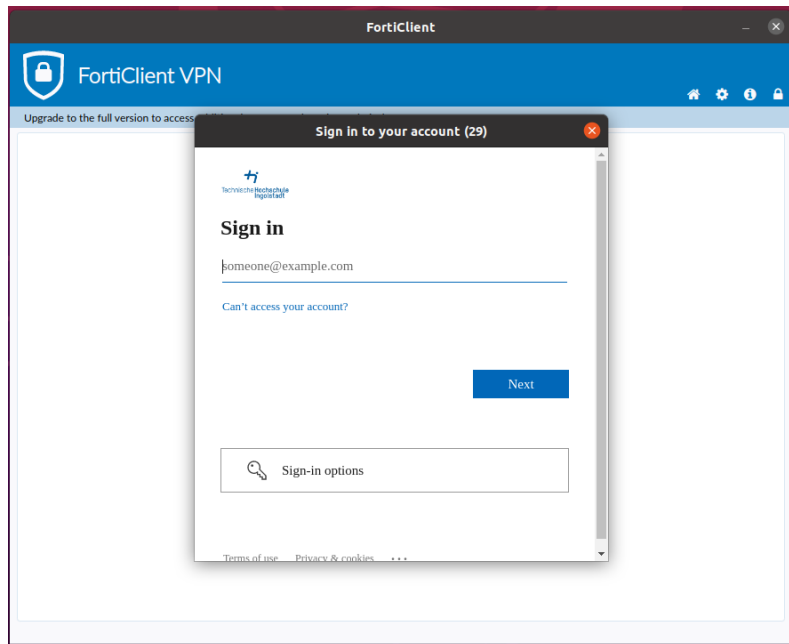 FortiClient
FortiClient VPN
Upgrade to the full version to access
Sign in to your account (29)
Technische Hochschule
Ingolstadt
Sign in
someone@example.com
Can't access your account?
Next
Sign-in options
Terms of use Privacy & cookies ...